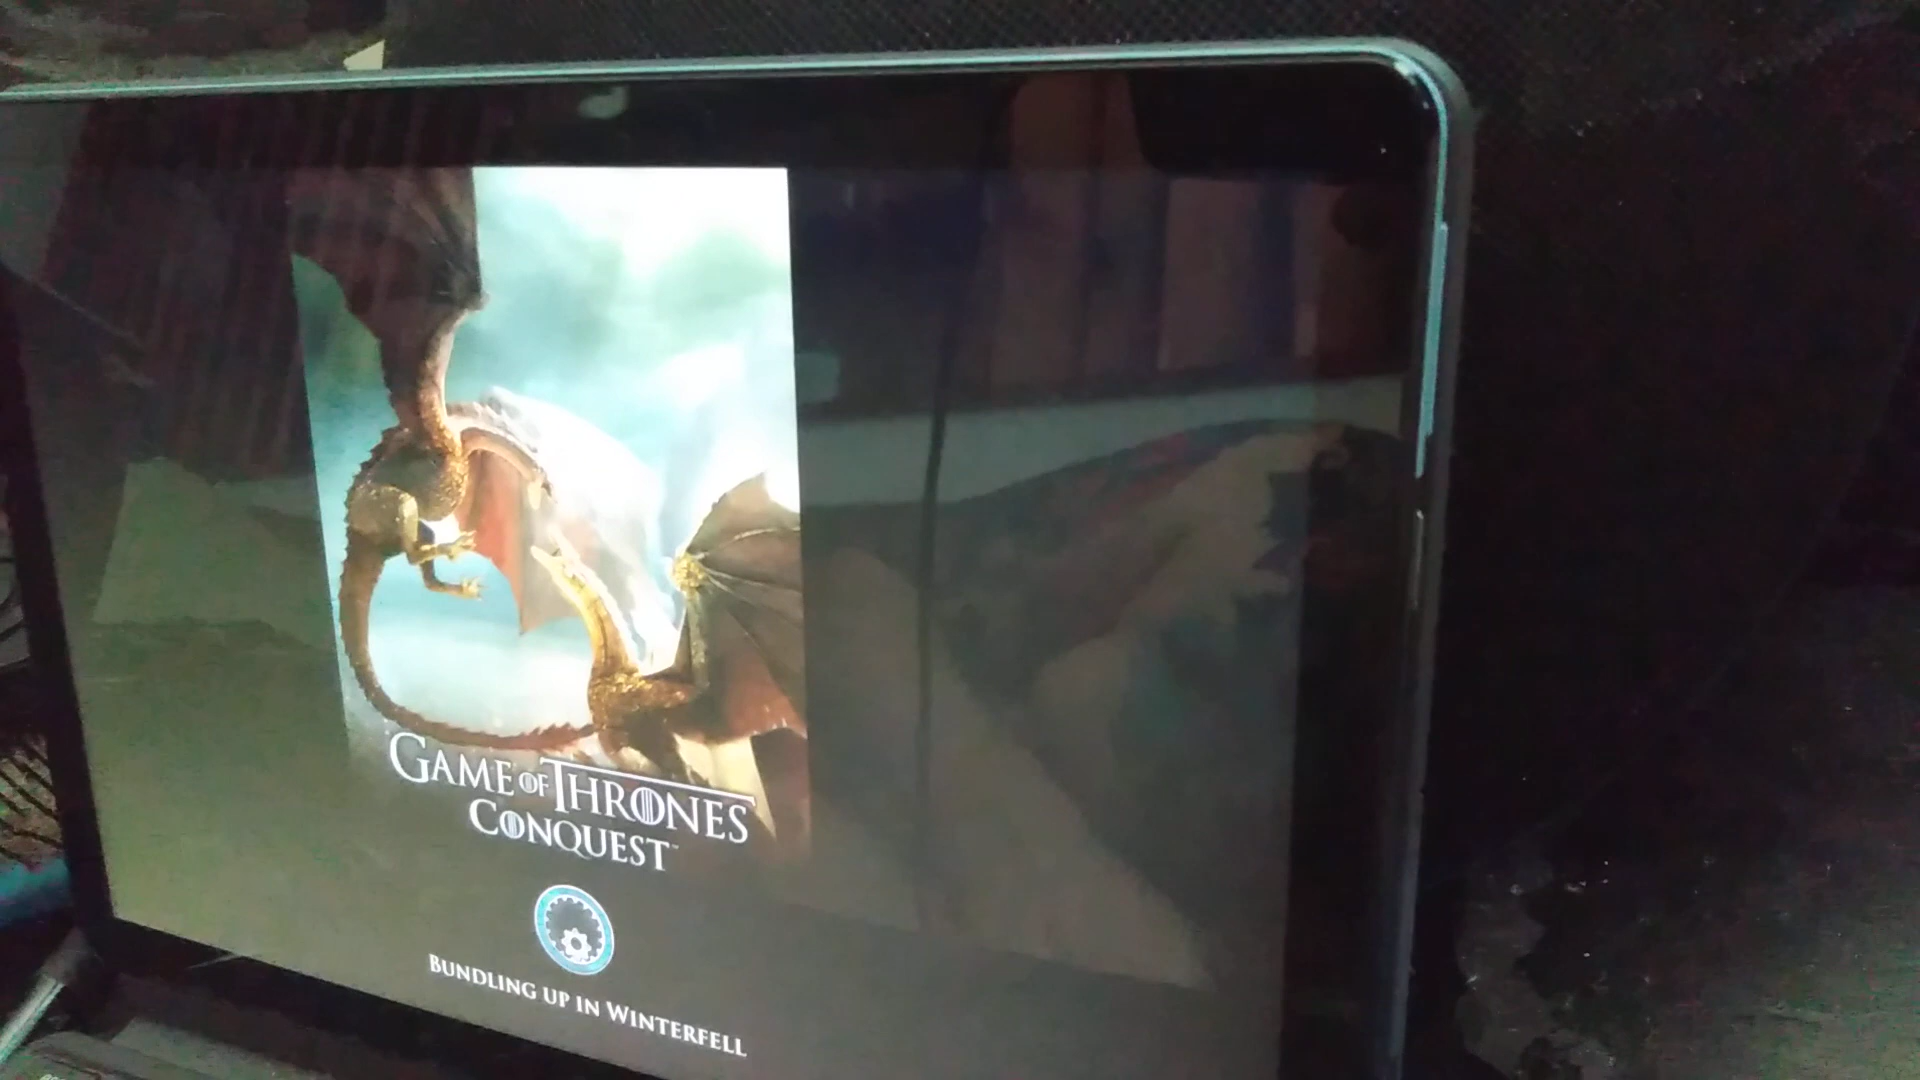 GAME OF THRONES
CONQUEST™
BUNDLING UP IN WINTERFELL